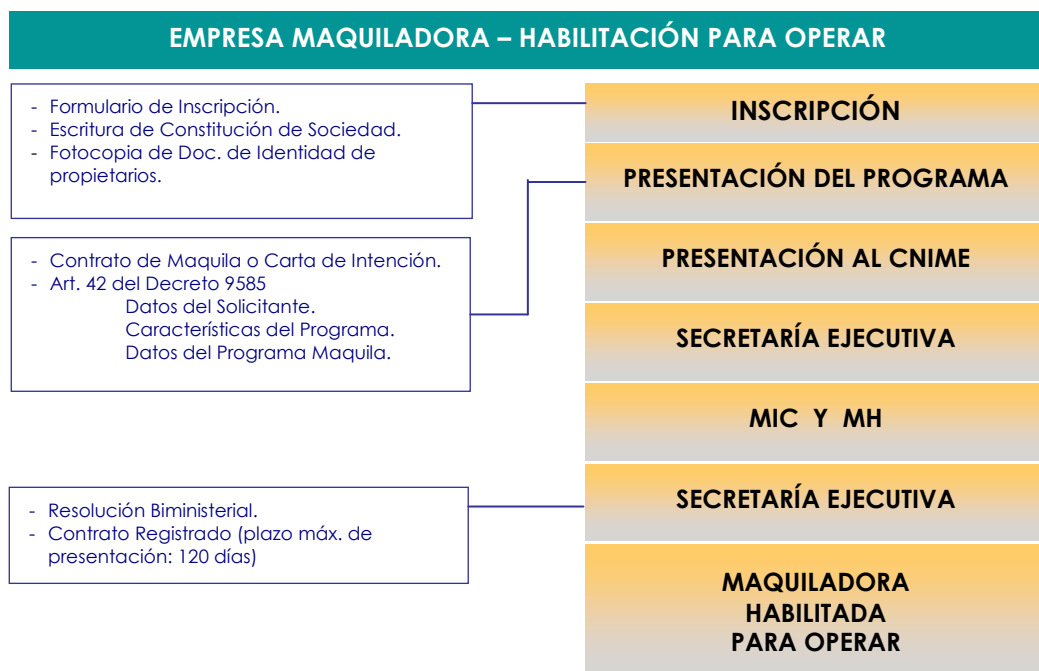 EMPRESA MAQUILADORA – HABILITACIÓN PARA OPERAR
- Formulario de Inscripción.
- Escritura de Constitución de Sociedad.
- Fotocopia de Doc. de Identidad de
propietarios.
INSCRIPCIÓN
PRESENTACIÓN DEL PROGRAMA
- Contrato de Maquila o Carta de Intención.
- Art. 42 del Decreto 9585
Datos del Solicitante.
Características del Programa.
Datos del Programa Maquila.
PRESENTACIÓN AL CNIME
SECRETARÍA EJECUTIVA
MIC Y MH
- Resolución Biministerial.
- Contrato Registrado (plazo máx. de
presentación: 120 días)
SECRETARÍA EJECUTIVA
MAQUILADORA
HABILITADA
PARA OPERAR